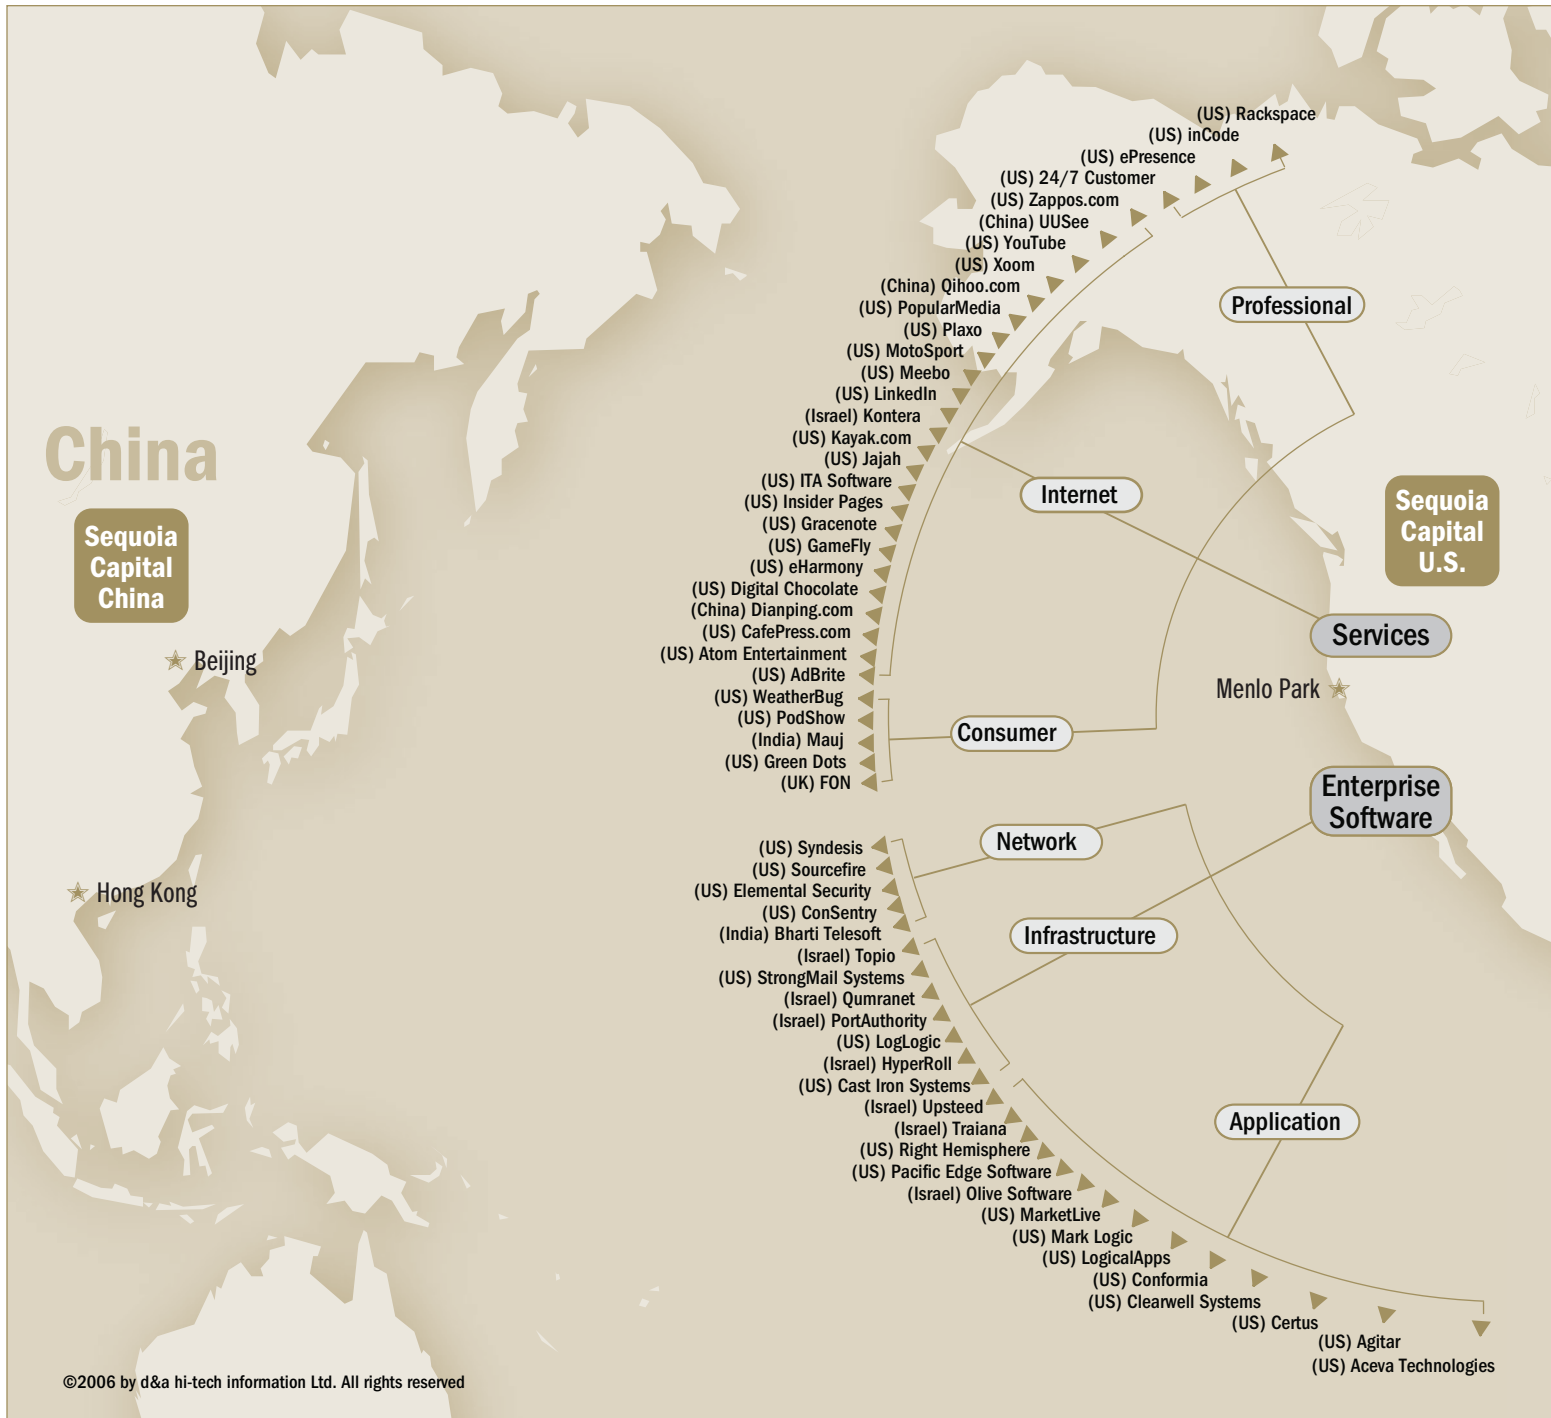 (US) Rackspace
(US) inCode
(US) ePresence
(US) 24/7 Customer
(US) Zappos.com
(China) UUSee
(US) YouTube
(US) Xoom
(China) Qihoo.com
(US) PopularMedia
(US) Plaxo
(US) MotoSport
(US) Meebo
(US) LinkedIn
(Israel) Kontera
(US) Kayak.com
(US) Jajah
(US) ITA Software
(US) Insider Pages
(US) Gracenote
(US) GameFly
(US) eHarmony
(US) Digital Chocolate
(China) Dianping.com
(US) CafePress.com
(US) Atom Entertainment
(US) AdBrite
(US) WeatherBug
(US) PodShow
(India) Mauj
(US) Green Dots
(UK) FON
(US) Syndesis
(US) Sourcefire
(US) Elemental Security
(US) ConSentry
(India) Bharti Telesoft
(Israel) Topio
(US) StrongMail Systems
(Israel) Qumranet
(Israel) PortAuthority
(US) LogLogic
(Israel) HyperRoll
(US) Cast Iron Systems
(Israel) Upsteed
(Israel) Traiana
(US) Right Hemisphere
(US) Pacific Edge Software
(Israel) Olive Software
(US) MarketLive
(US) Mark Logic
(US) LogicalApps
(US) Conformia
(US) Clearwell Systems
(US) Certus
(US) Agitar
(US) Aceva Technologies
Professional
Internet
Consumer
Network
Infrastructure
Application
Services
Enterprise
Software
Sequoia
Capital
U.S.
Menlo Park
China
Sequoia
Capital
China
Beijing
Hong Kong
©2006 by d&a hi-tech information Ltd. All rights reserved